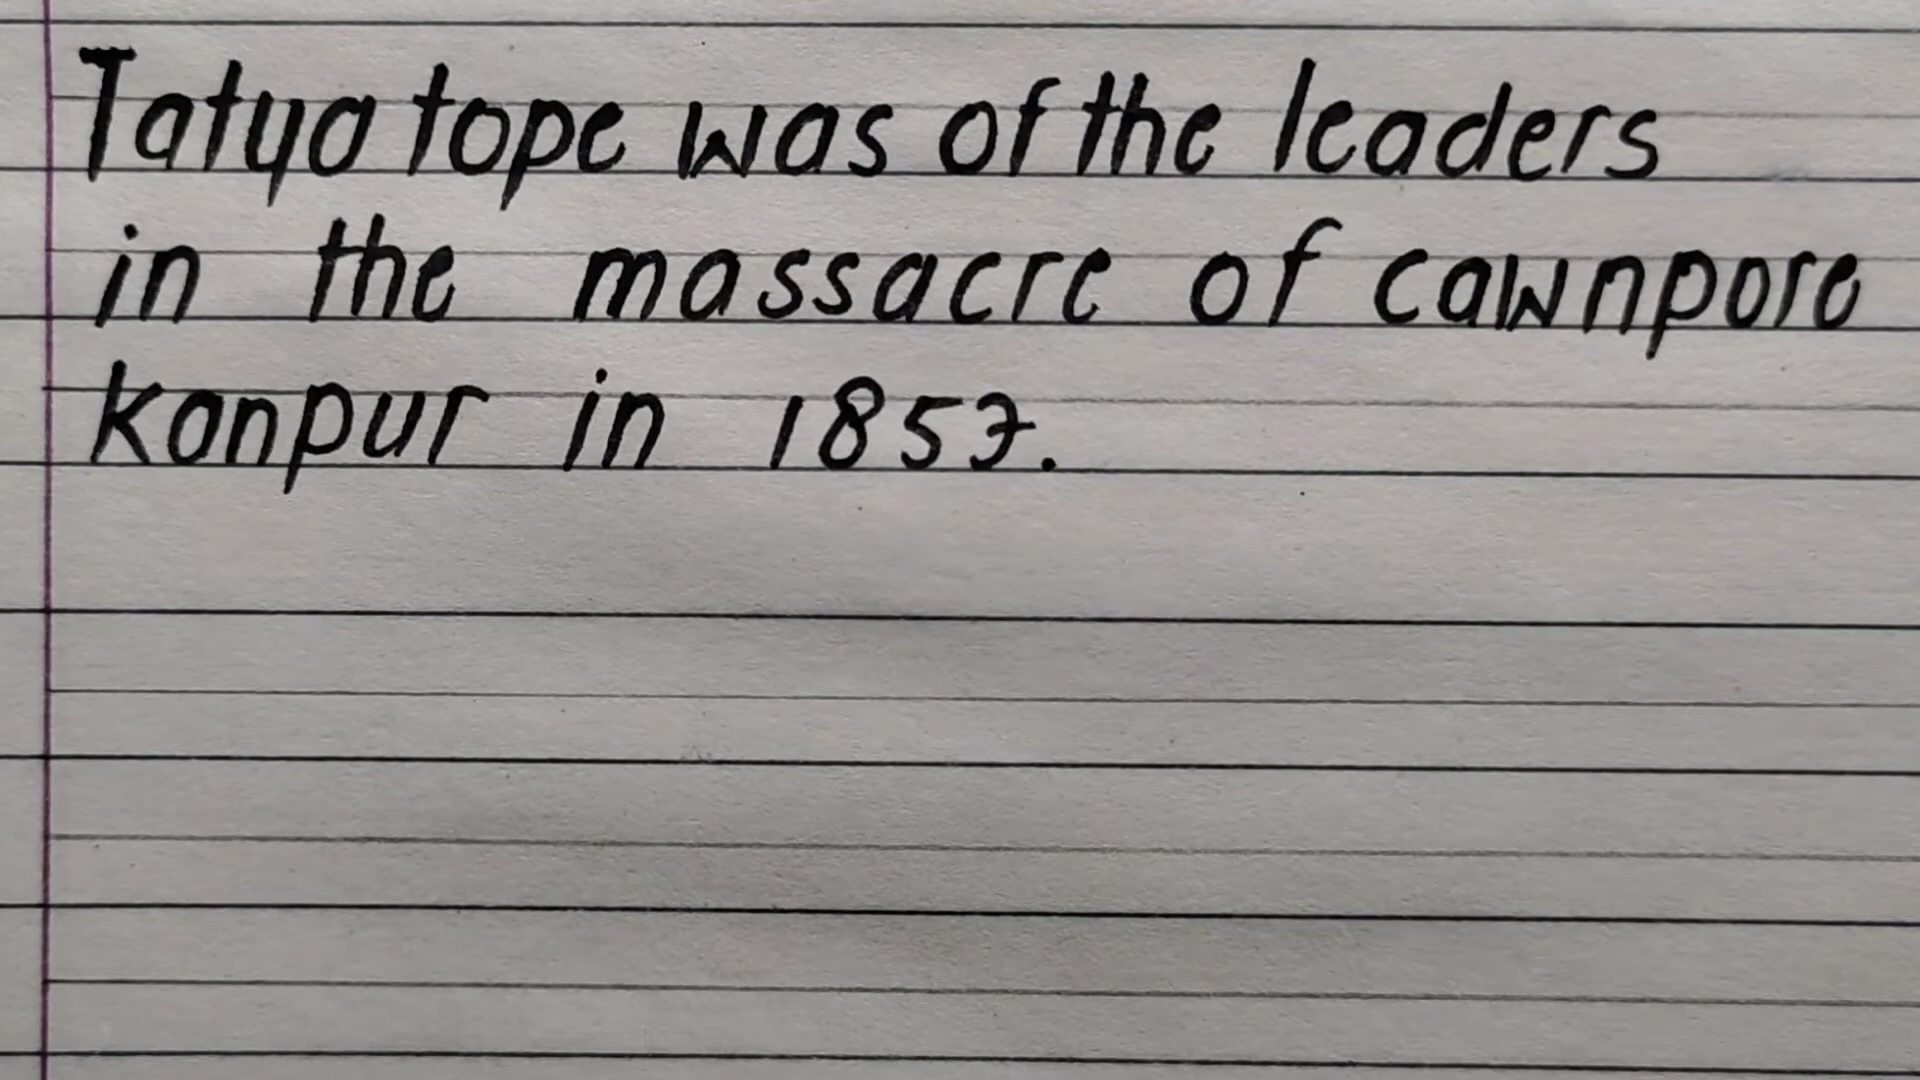 Tatya tope was of the leaders
in the massacre of cawnpore
kanpur in 1857.